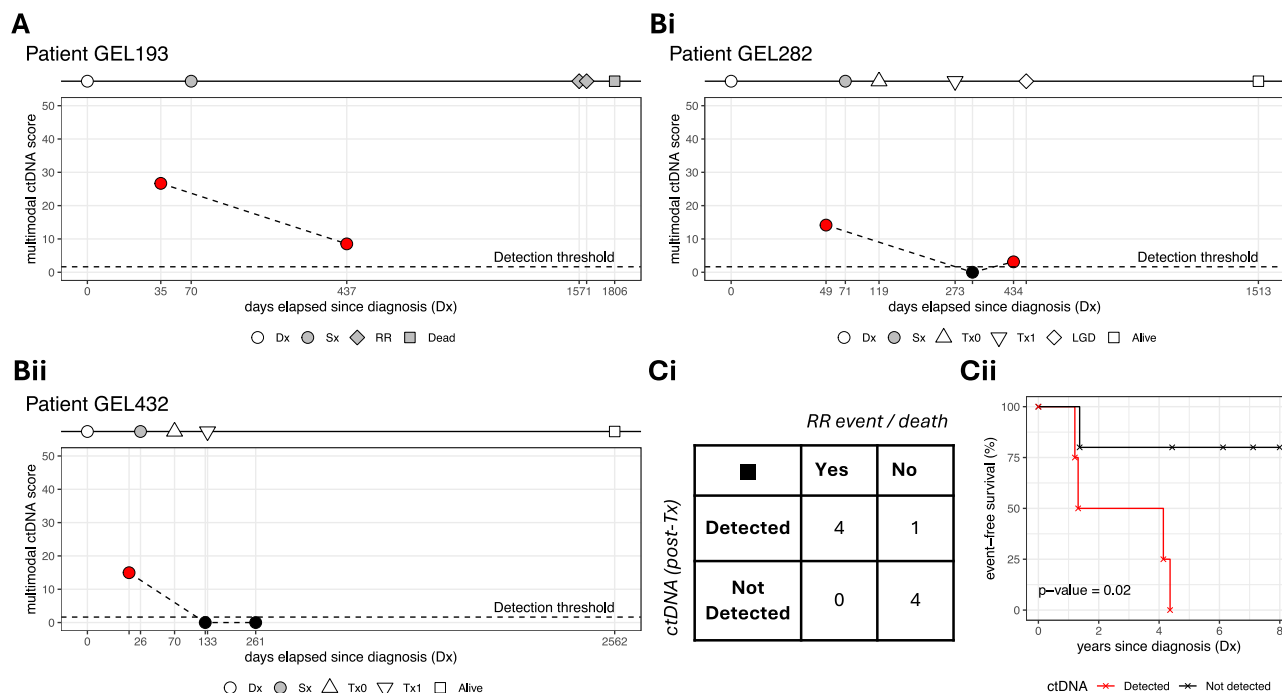 A
Patient GEL193
multimodal ctDNA score
50
40
30
20
10
0
Detection threshold
0 35 70 437 1571 1806
days elapsed since diagnosis (Dx)
Dx Sx RR Dead
Bi
Patient GEL282
multimodal ctDNA score
50
40
30
20
10
0
Detection threshold
0 49 71 119 273 434 1513
days elapsed since diagnosis (Dx)
Dx Sx Tx0 Tx1 LGD Alive
Bii
Patient GEL432
multimodal ctDNA score
50
40
30
20
10
0
Detection threshold
0 26 70 133 261 2562
days elapsed since diagnosis (Dx)
Dx Sx Tx0 Tx1 Alive
Ci
RR event / death
ctDNA (post-Tx)
Yes No
Detected 4 1
Not
Detected 0 4
Cii
event-free survival (%)
100
75
50
25
0
p-value = 0.02
0 2 4 6 8
years since diagnosis (Dx)
ctDNA Detected Not detected